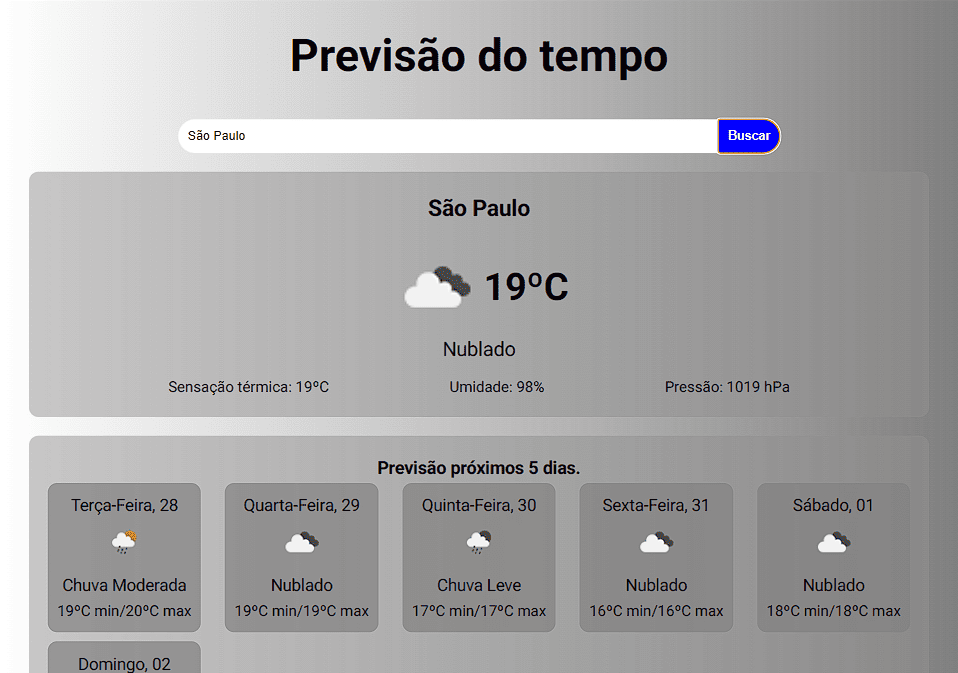 Previsão do tempo
São Paulo Buscar
São Paulo
19ºC
Nublado
Sensação térmica: 19ºC Umidade: 98% Pressão: 1019 hPa
Previsão próximos 5 dias.
Terça-Feira, 28 Quarta-Feira, 29 Quinta-Feira, 30 Sexta-Feira, 31 Sábado, 01
Chuva Moderada Nublado Chuva Leve Nublado Nublado
19ºC min/20ºC max 19ºC min/19ºC max 17ºC min/17ºC max 16ºC min/16ºC max 18ºC min/18ºC max
Domingo, 02